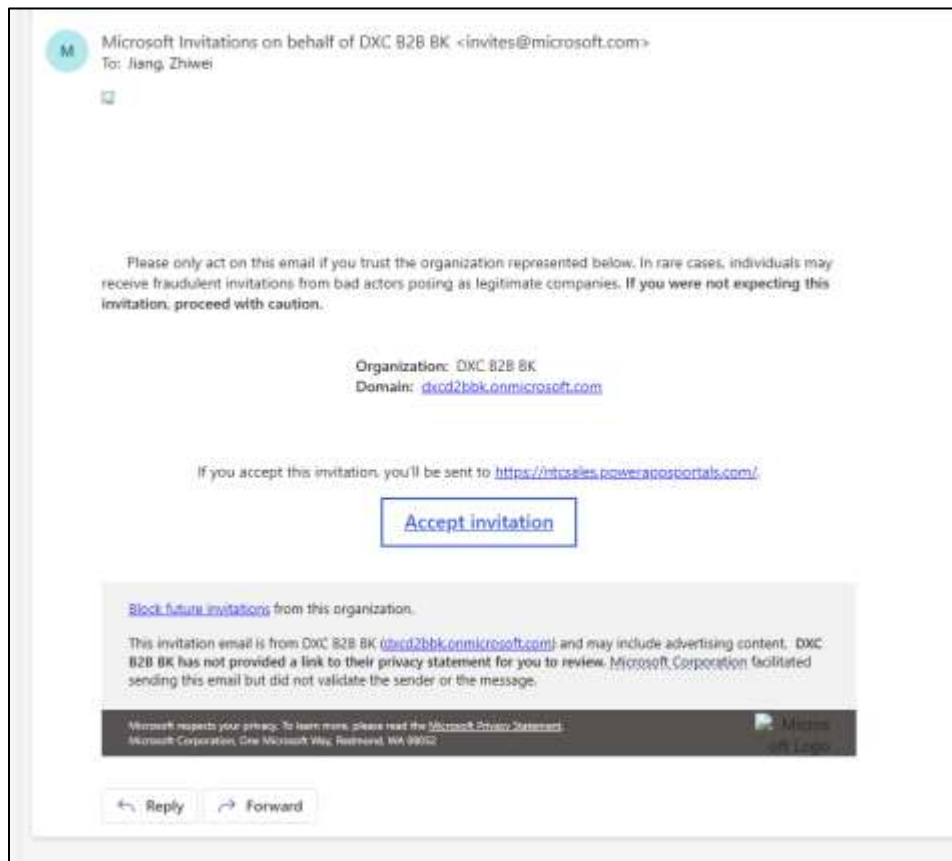 M
Microsoft Invitations on behalf of DXC B2B BK <invites@microsoft.com>
To: Jiang, Zhiwei
Please only act on this email if you trust the organization represented below. In rare cases, individuals may
receive fraudulent invitations from bad actors posing as legitimate companies. If you were not expecting this
invitation, proceed with caution.
Organization: DXC B2B BK
Domain: dxcd2bbk.onmicrosoft.com
If you accept this invitation, you'll be sent to https://ntcsales.powerappsportals.com/.
Accept invitation
Block future invitations from this organization.
This invitation email is from DXC B2B BK (dxcd2bbk.onmicrosoft.com) and may include advertising content. DXC
B2B BK has not provided a link to their privacy statement for you to review. Microsoft Corporation facilitated
sending this email but did not validate the sender or the message.
Microsoft respects your privacy. To learn more, please read the Microsoft Privacy Statement.
Microsoft Corporation, One Microsoft Way, Redmond, WA 98052
Micros
oft Logo
Reply
Forward